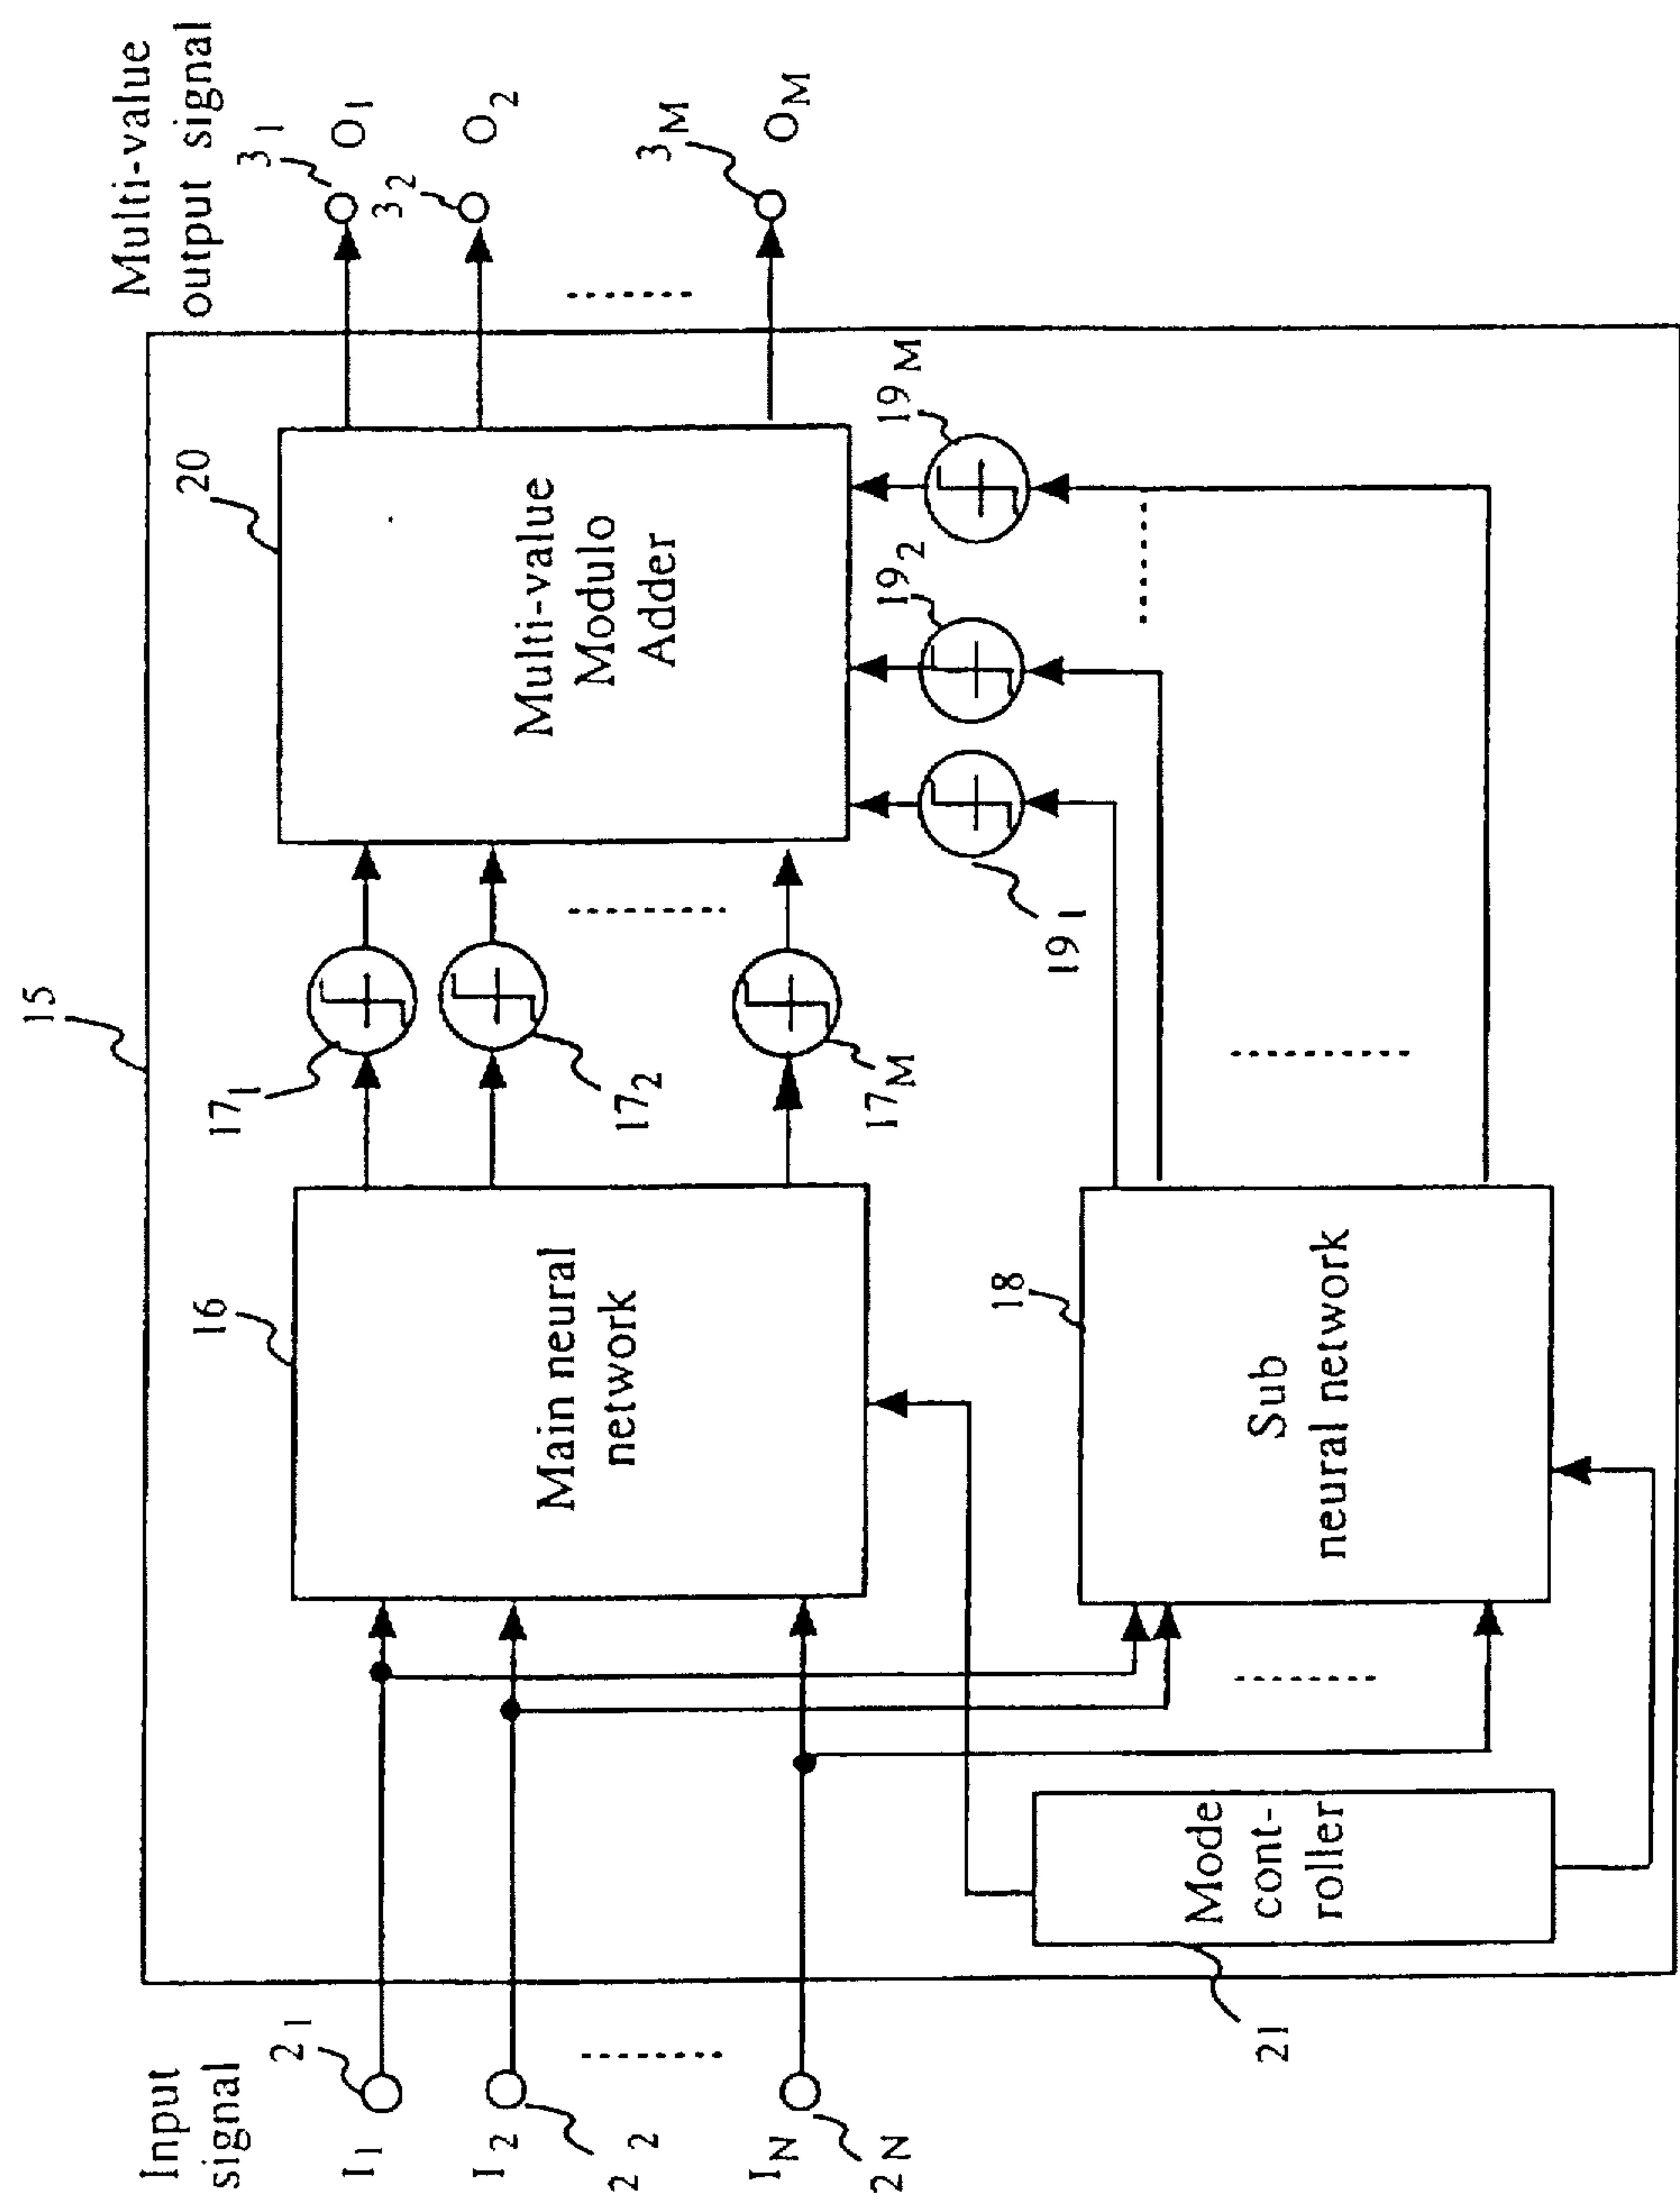 15
Input
signal
I1
21
I2
22
IN
2N
16
Main neural
network
171
172
17M
20
Multi-value
Modulo
Adder
Multi-value
output signal
31
O1
32
O2
3M
OM
191
192
19M
18
Sub
neural network
Mode
cont-
roller
21